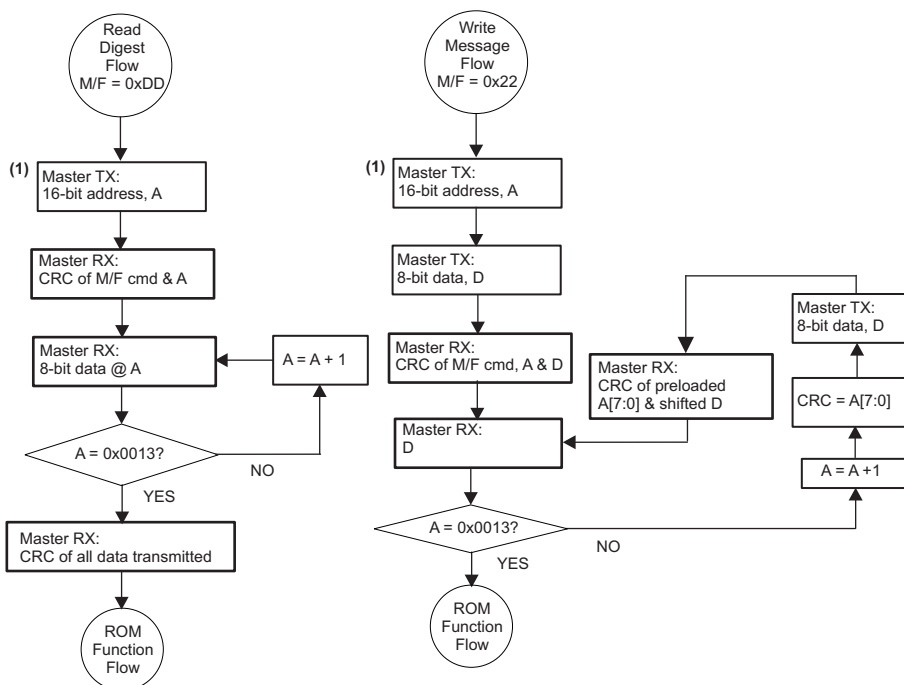 Read
Digest
Flow
M/F = 0xDD
(1)
Master TX:
16-bit address, A
Master RX:
CRC of M/F cmd & A
Master RX:
8-bit data @ A
A = A + 1
A = 0x0013?
NO
YES
Master RX:
CRC of all data transmitted
ROM
Function
Flow
Write
Message
Flow
M/F = 0x22
(1)
Master TX:
16-bit address, A
Master TX:
8-bit data, D
Master RX:
CRC of M/F cmd, A & D
Master RX:
D
A = 0x0013?
NO
YES
ROM
Function
Flow
Master RX:
CRC of preloaded
A[7:0] & shifted D
Master TX:
8-bit data, D
CRC = A[7:0]
A = A +1